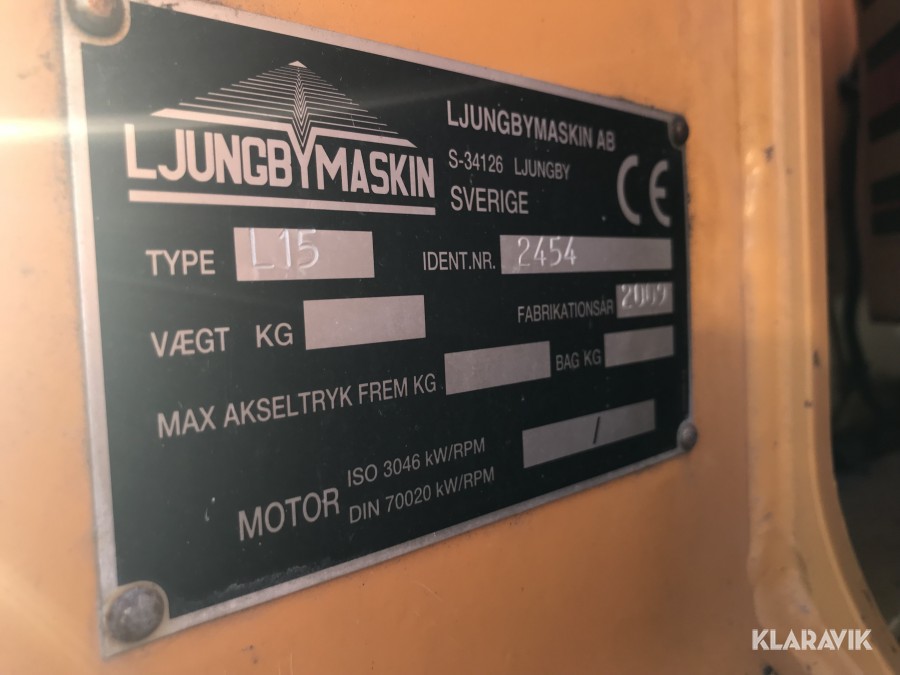 LJUNGBYMASKIN
LJUNGBYMASKIN AB
S-34126 LJUNGBY
SVERIGE
CE
TYPE L15
IDENT.NR. 2454
FABRIKATIONSÅR 2009
VÆGT KG
MAX AKSELTRYK FREM KG
BAG KG
MOTOR
ISO 3046 kW/RPM
DIN 70020 kW/RPM
/
KLARAVIK